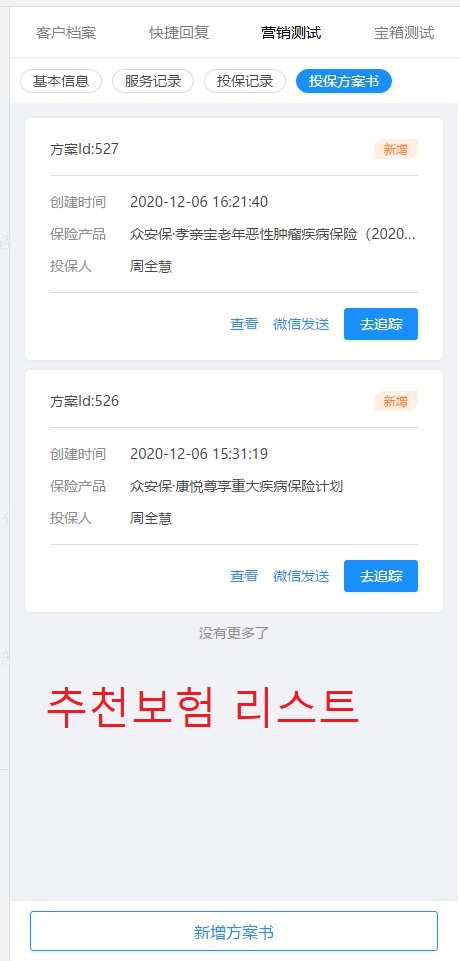 客户档案 快捷回复 营销测试 宝箱测试
基本信息 服务记录 投保记录 投保方案书
方案Id:527 新增
创建时间 2020-12-06 16:21:40
保险产品 众安保·孝亲宝老年恶性肿瘤疾病保险（2020...
投保人 周全慧
查看 微信发送 去追踪
方案Id:526 新增
创建时间 2020-12-06 15:31:19
保险产品 众安保·康悦尊享重大疾病保险计划
投保人 周全慧
查看 微信发送 去追踪
没有更多了
추천보험 리스트
新增方案书